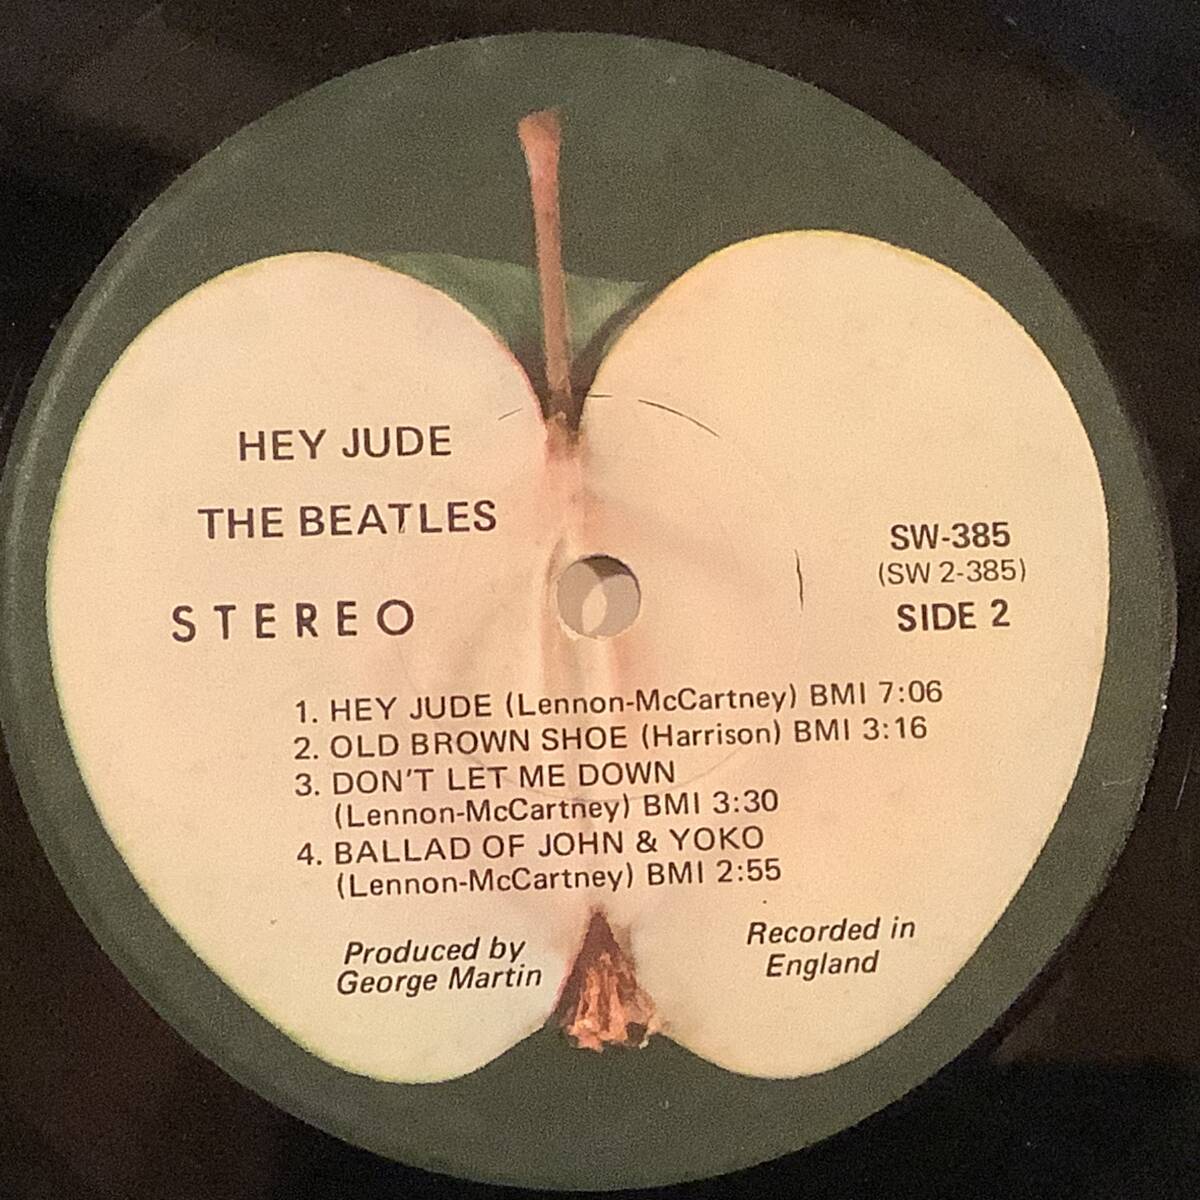 HEY JUDE
THE BEATLES
STEREO
SW-385
(SW 2-385)
SIDE 2
1. HEY JUDE (Lennon-McCartney) BMI 7:06
2. OLD BROWN SHOE (Harrison) BMI 3:16
3. DON'T LET ME DOWN
(Lennon-McCartney) BMI 3:30
4. BALLAD OF JOHN & YOKO
(Lennon-McCartney) BMI 2:55
Produced by
George Martin
Recorded in
England